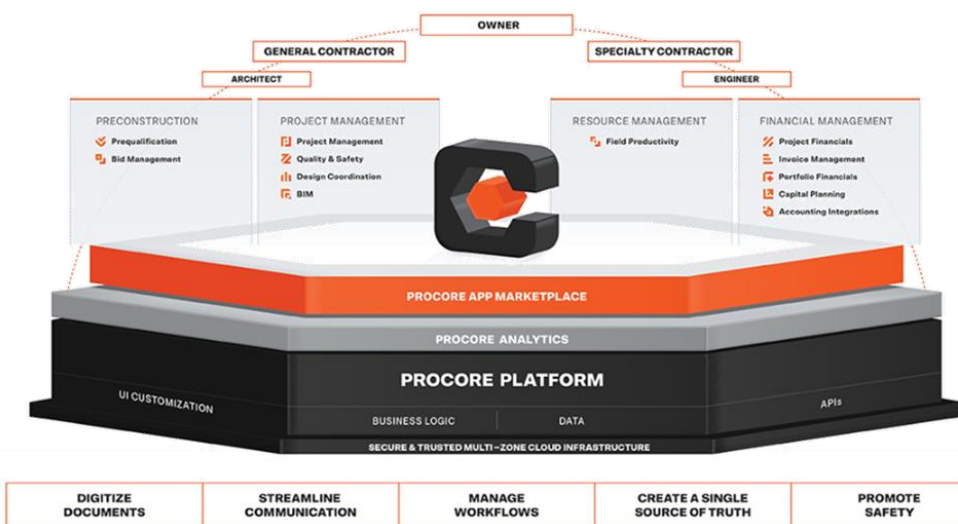 OWNER
GENERAL CONTRACTOR
SPECIALTY CONTRACTOR
ARCHITECT
ENGINEER
PRECONSTRUCTION
Prequalification
Bid Management
PROJECT MANAGEMENT
Project Management
Quality & Safety
Design Coordination
BIM
RESOURCE MANAGEMENT
Field Productivity
FINANCIAL MANAGEMENT
Project Financials
Invoice Management
Portfolio Financials
Capital Planning
Accounting Integrations
PROCORE APP MARKETPLACE
PROCORE ANALYTICS
PROCORE PLATFORM
UI CUSTOMIZATION
BUSINESS LOGIC
DATA
APIs
SECURE & TRUSTED MULTI–ZONE CLOUD INFRASTRUCTURE
DIGITIZE
DOCUMENTS
STREAMLINE
COMMUNICATION
MANAGE
WORKFLOWS
CREATE A SINGLE
SOURCE OF TRUTH
PROMOTE
SAFETY